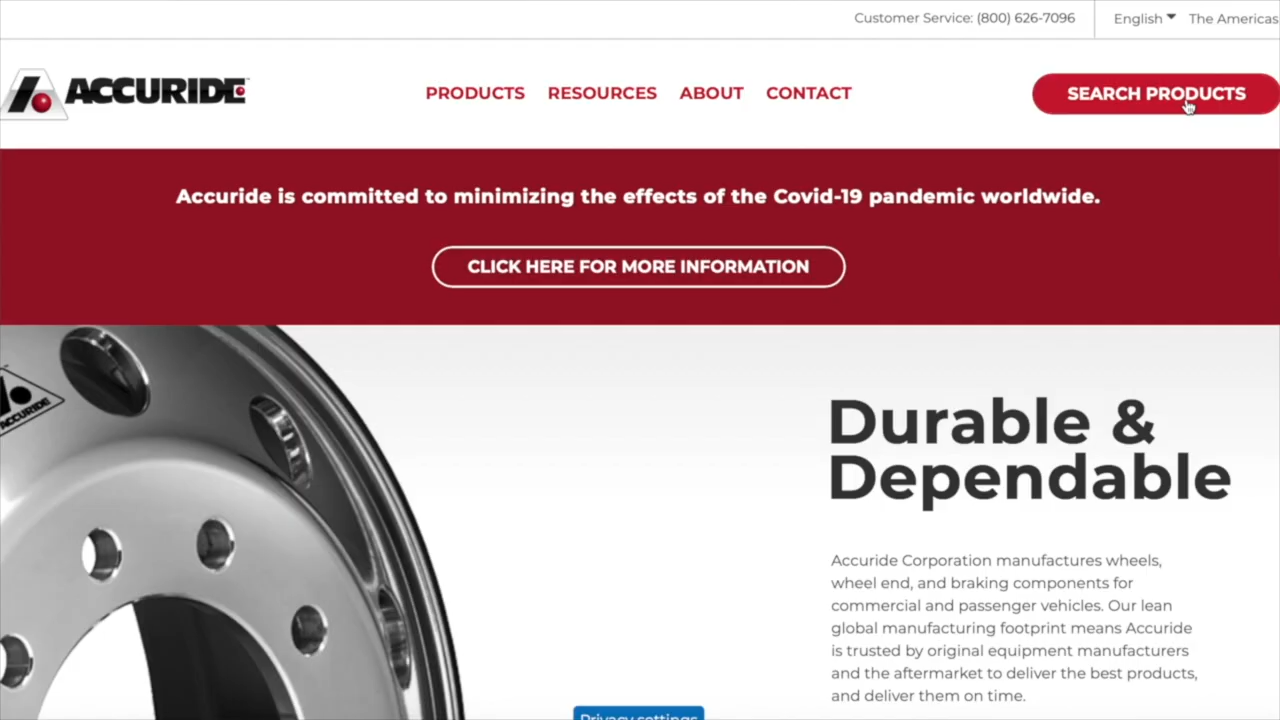 Customer Service: (800) 626-7096
English
The Americas
ACCURIDE
PRODUCTS
RESOURCES
ABOUT
CONTACT
SEARCH PRODUCTS
Accuride is committed to minimizing the effects of the Covid-19 pandemic worldwide.
CLICK HERE FOR MORE INFORMATION
ACCURIDE
Durable &
Dependable
Accuride Corporation manufactures wheels,
wheel end, and braking components for
commercial and passenger vehicles. Our lean
global manufacturing footprint means Accuride
is trusted by original equipment manufacturers
and the aftermarket to deliver the best products,
and deliver them on time.
Privacy settings